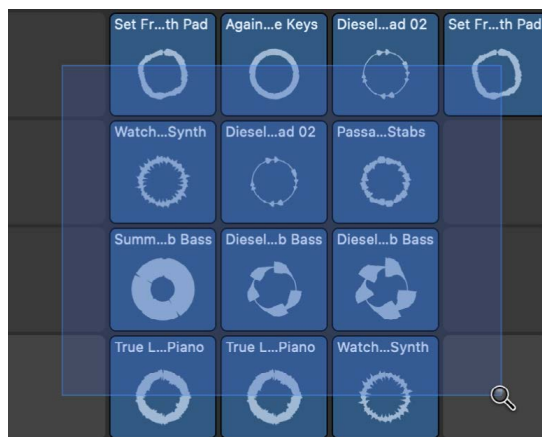 Set Fr...th Pad
Again...e Keys
Diesel...ad 02
Set Fr...th Pad
Watch...Synth
Diesel...ad 02
Passa...Stabs
Summ...b Bass
Diesel...b Bass
Diesel...b Bass
True L...Piano
True L...Piano
Watch...Synth